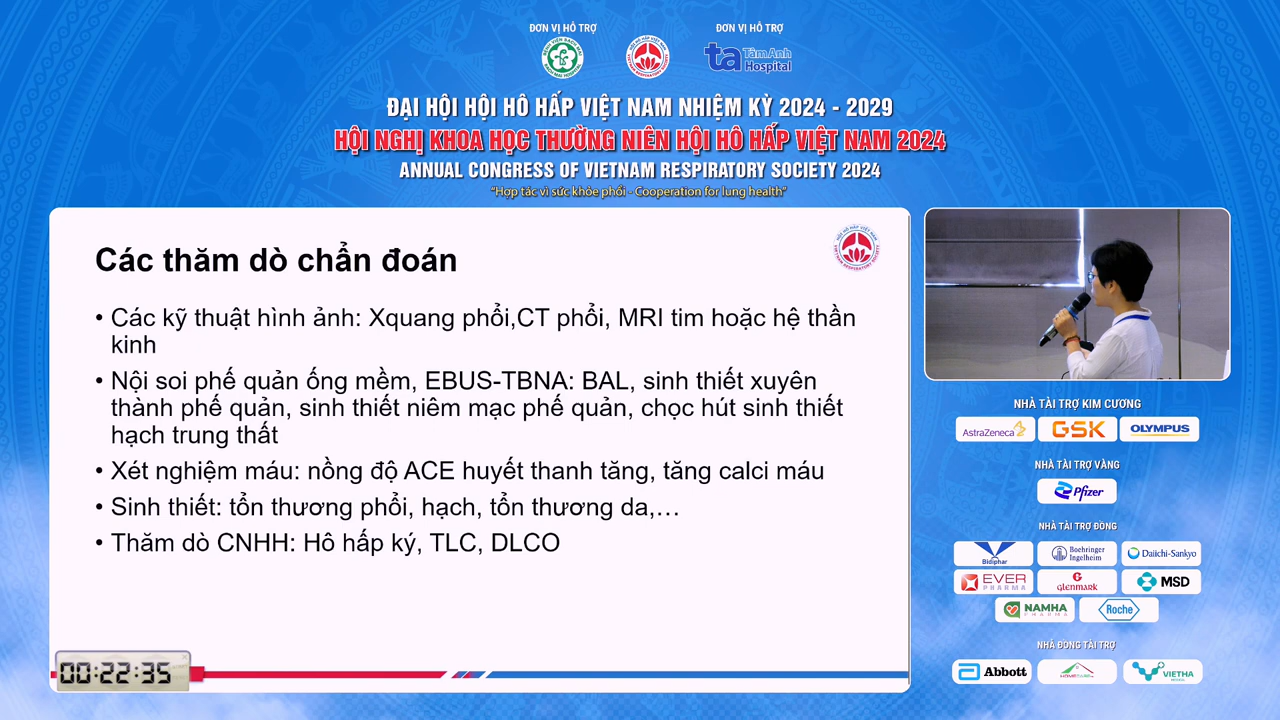 ĐƠN VỊ HỖ TRỢ
ĐƠN VỊ HỖ TRỢ
ta TâmAnh Hospital
ĐẠI HỘI HỘI HÔ HẤP VIỆT NAM NHIỆM KỲ 2024 - 2029
HỘI NGHỊ KHOA HỌC THƯỜNG NIÊN HỘI HÔ HẤP VIỆT NAM 2024
ANNUAL CONGRESS OF VIETNAM RESPIRATORY SOCIETY 2024
“Hợp tác vì sức khỏe phổi - Cooperation for lung health”
Các thăm dò chẩn đoán
• Các kỹ thuật hình ảnh: Xquang phổi,CT phổi, MRI tim hoặc hệ thần
kinh
• Nội soi phế quản ống mềm, EBUS-TBNA: BAL, sinh thiết xuyên
thành phế quản, sinh thiết niêm mạc phế quản, chọc hút sinh thiết
hạch trung thất
• Xét nghiệm máu: nồng độ ACE huyết thanh tăng, tăng calci máu
• Sinh thiết: tổn thương phổi, hạch, tổn thương da,…
• Thăm dò CNHH: Hô hấp ký, TLC, DLCO
00:22:35
NHÀ TÀI TRỢ KIM CƯƠNG
AstraZeneca GSK OLYMPUS
NHÀ TÀI TRỢ VÀNG
Pfizer
NHÀ TÀI TRỢ ĐỒNG
Bidiphar Boehringer Ingelheim Daiichi-Sankyo
EVER PHARMA GLENMARK MSD
NAMHA PHARMA Roche
NHÀ ĐỒNG TÀI TRỢ
Abbott VIETHA